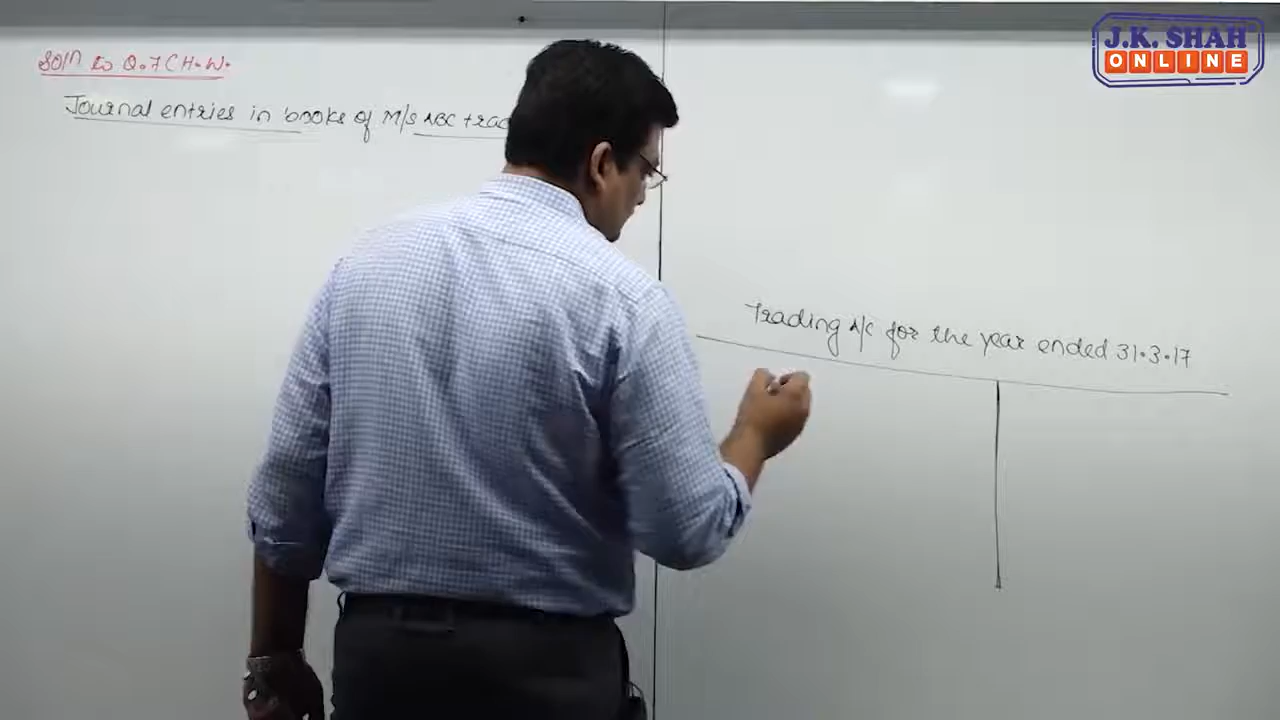 Soln to Q.7 (H.W.
Journal entries in books of M/s ABC
Trading A/c for the year ended 31.3.17
J.K. SHAH
ONLINE